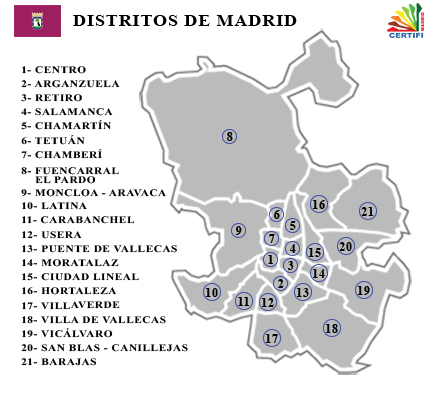 DISTRITOS DE MADRID
CERTIFI
MADRID
1- CENTRO
2- ARGANZUELA
3- RETIRO
4- SALAMANCA
5- CHAMARTÍN
6- TETUÁN
7- CHAMBERÍ
8- FUENCARRAL
EL PARDO
9- MONCLOA - ARAVACA
10- LATINA
11- CARABANCHEL
12- USERA
13- PUENTE DE VALLECAS
14- MORATALAZ
15- CIUDAD LINEAL
16- HORTALEZA
17- VILLAVERDE
18- VILLA DE VALLECAS
19- VICÁLVARO
20- SAN BLAS - CANILLEJAS
21- BARAJAS
8
16
21
6
5
9
7
4
15
20
1
3
14
2
10
11
12
13
19
17
18